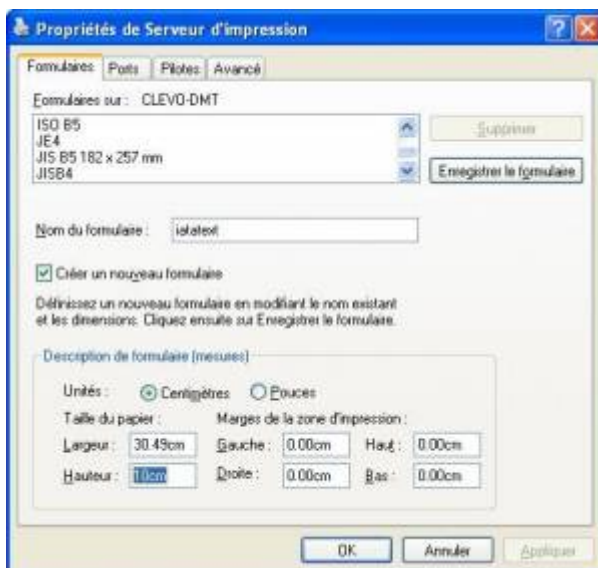 Propriétés de Serveur d'impression
Formulaires Ports Pilotes Avancé
Formulaires sur : CLEVO-DMT
ISO B5
JE4
JIS B5 182 x 257 mm
JISB4
Supprimer
Enregistrer le formulaire
Nom du formulaire : iatatext
Créer un nouveau formulaire
Définissez un nouveau formulaire en modifiant le nom existant
et les dimensions. Cliquez ensuite sur Enregistrer le formulaire.
Description de formulaire (mesures)
Unités : Centimètres Pouces
Taille du papier : Marges de la zone d'impression :
Largeur : 30.49cm Gauche : 0.00cm Haut : 0.00cm
Hauteur : 10cm Droite : 0.00cm Bas : 0.00cm
OK Annuler Appliquer